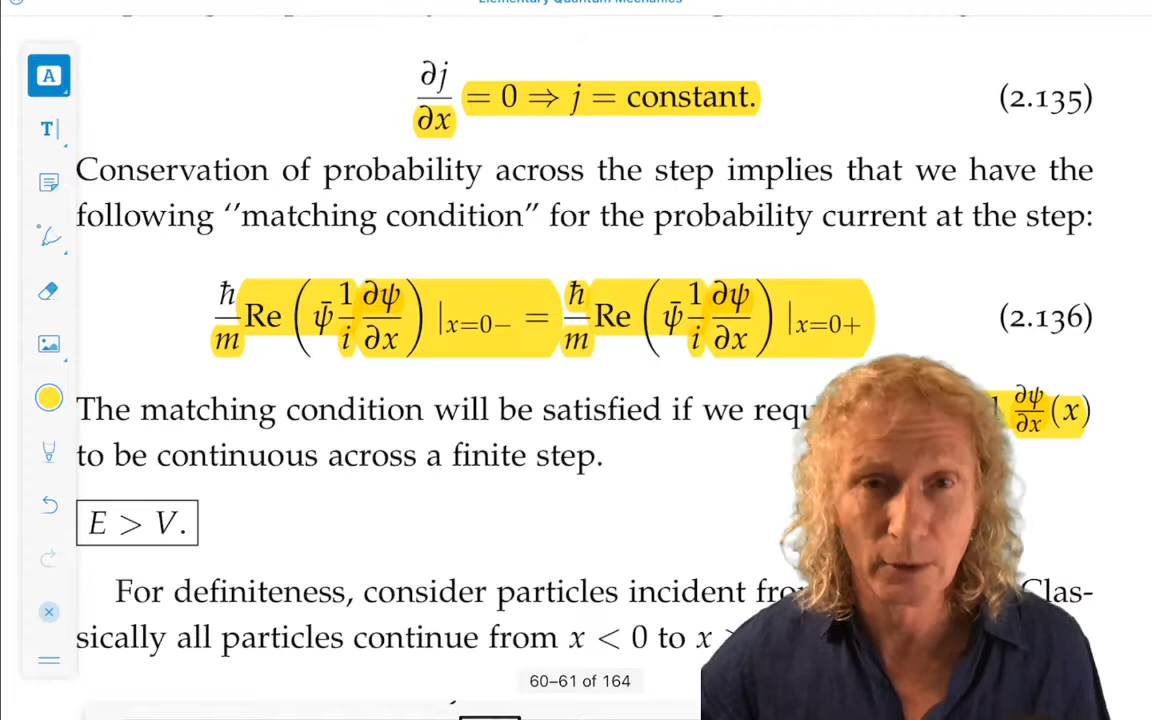 Elementary Quantum Mechanics
∂j/∂x = 0 ⇒ j = constant. (2.135)
Conservation of probability across the step implies that we have the
following ‘‘matching condition” for the probability current at the step:
ħ/m Re ( ψ̄ 1/i ∂ψ/∂x ) |x=0− = ħ/m Re ( ψ̄ 1/i ∂ψ/∂x ) |x=0+ (2.136)
The matching condition will be satisfied if we ∂ψ/∂x (x)
to be continuous across a finite step.
E > V.
For definiteness, consider particles incident Clas-
sically all particles continue from x < 0 to x
60–61 of 164
A
T